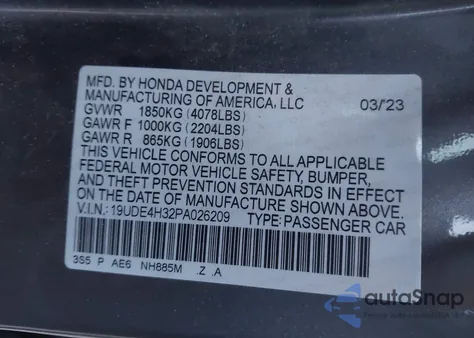 MFD. BY HONDA DEVELOPMENT &
MANUFACTURING OF AMERICA, LLC 03/23
GVWR 1850KG (4078LBS)
GAWR F 1000KG (2204LBS)
GAWR R 865KG (1906LBS)
THIS VEHICLE CONFORMS TO ALL APPLICABLE
FEDERAL MOTOR VEHICLE SAFETY, BUMPER,
AND THEFT PREVENTION STANDARDS IN EFFECT
ON THE DATE OF MANUFACTURE SHOWN ABOVE.
V.I.N.: 19UDE4H32PA026209 TYPE: PASSENGER CAR
3S5 P AE6 NH885M .Z .A
autoSnap